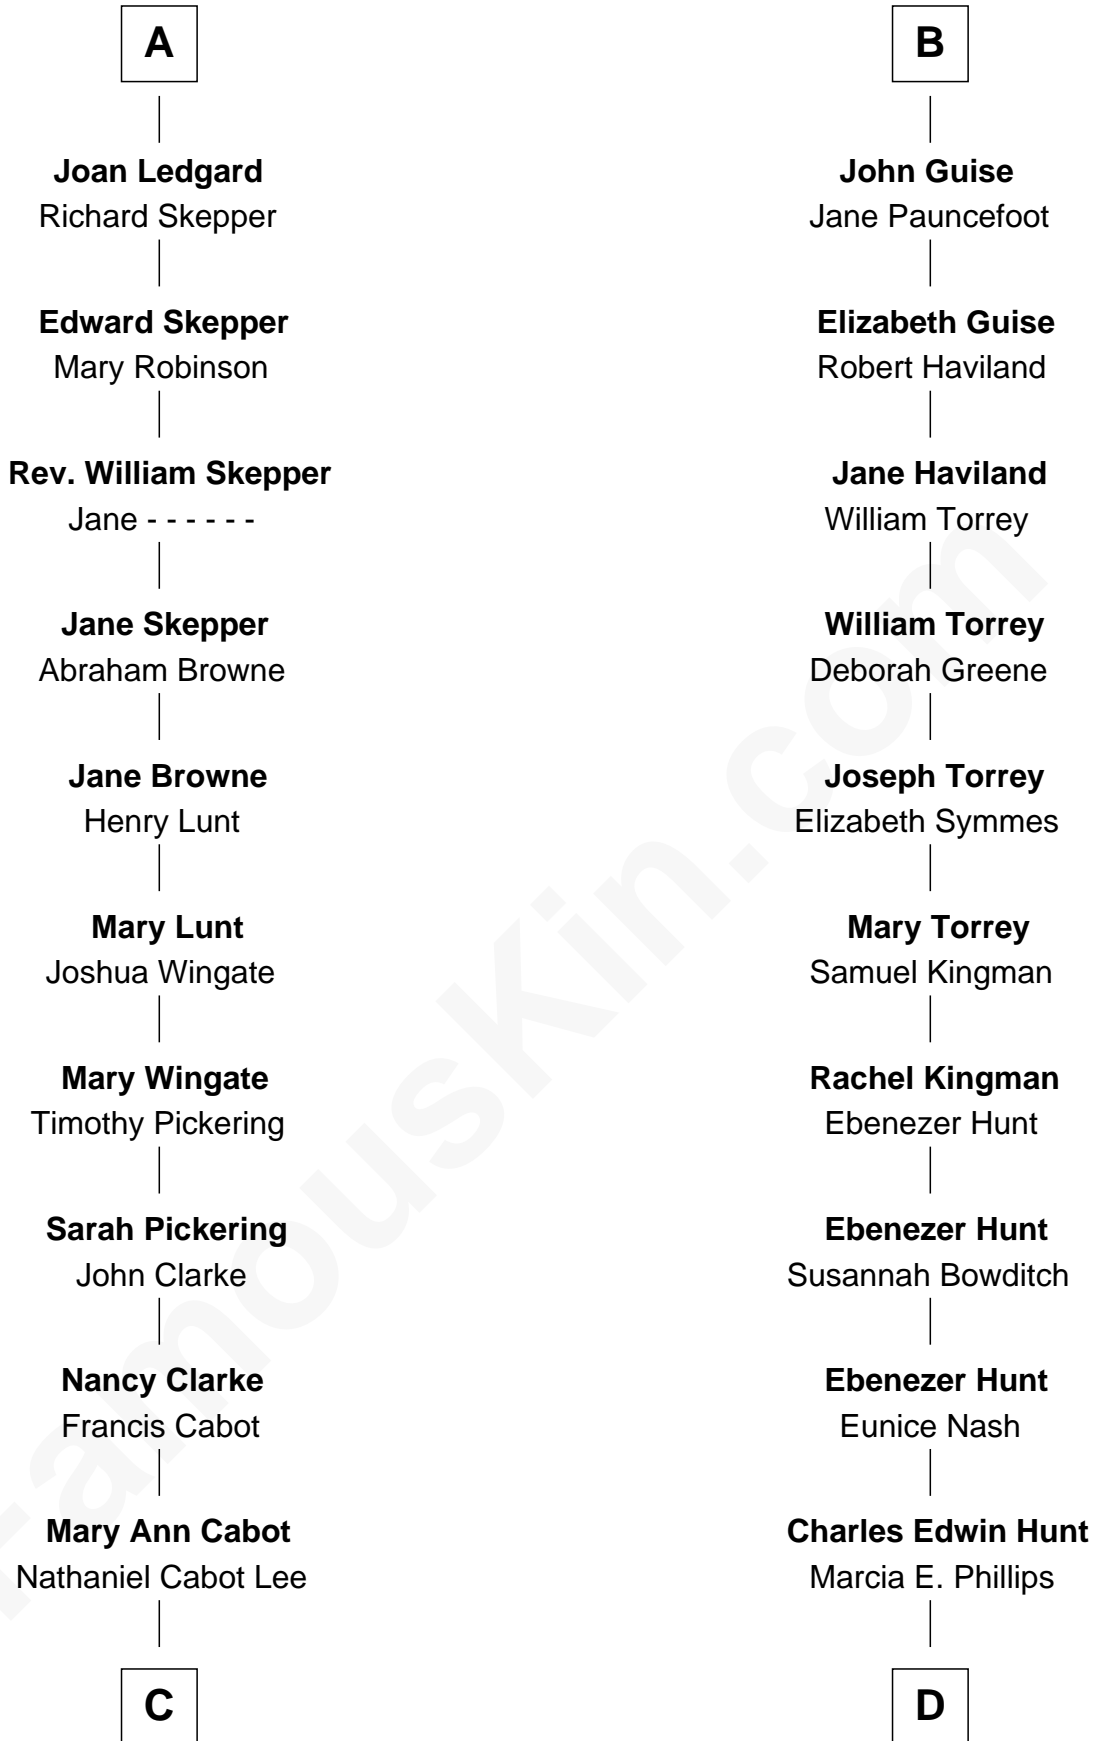 A
Joan Ledgard
Richard Skepper
Edward Skepper
Mary Robinson
Rev. William Skepper
Jane - - - - - -
Jane Skepper
Abraham Browne
Jane Browne
Henry Lunt
Mary Lunt
Joshua Wingate
Mary Wingate
Timothy Pickering
Sarah Pickering
John Clarke
Nancy Clarke
Francis Cabot
Mary Ann Cabot
Nathaniel Cabot Lee
C
B
John Guise
Jane Pauncefoot
Elizabeth Guise
Robert Haviland
Jane Haviland
William Torrey
William Torrey
Deborah Greene
Joseph Torrey
Elizabeth Symmes
Mary Torrey
Samuel Kingman
Rachel Kingman
Ebenezer Hunt
Ebenezer Hunt
Susannah Bowditch
Ebenezer Hunt
Eunice Nash
Charles Edwin Hunt
Marcia E. Phillips
D
FamousKin.com